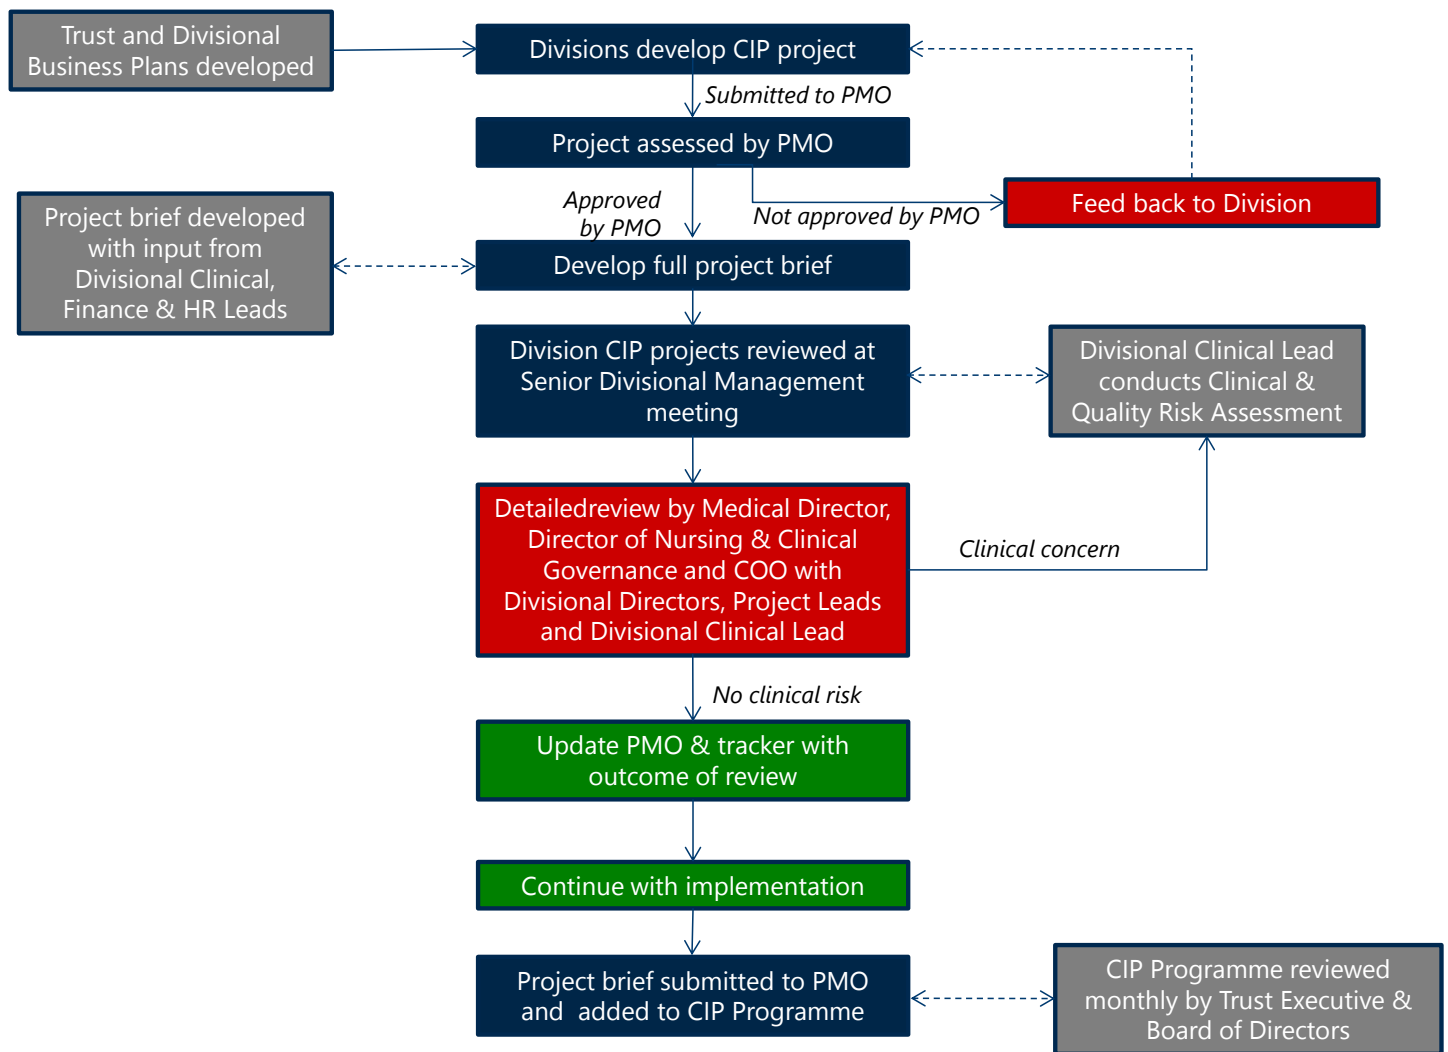 Trust and Divisional
Business Plans developed
Divisions develop CIP project
Submitted to PMO
Project assessed by PMO
Approved
by PMO
Not approved by PMO
Feed back to Division
Project brief developed
with input from
Divisional Clinical,
Finance & HR Leads
Develop full project brief
Division CIP projects reviewed at
Senior Divisional Management
meeting
Divisional Clinical Lead
conducts Clinical &
Quality Risk Assessment
Detailedreview by Medical Director,
Director of Nursing & Clinical
Governance and COO with
Divisional Directors, Project Leads
and Divisional Clinical Lead
Clinical concern
No clinical risk
Update PMO & tracker with
outcome of review
Continue with implementation
Project brief submitted to PMO
and added to CIP Programme
CIP Programme reviewed
monthly by Trust Executive &
Board of Directors